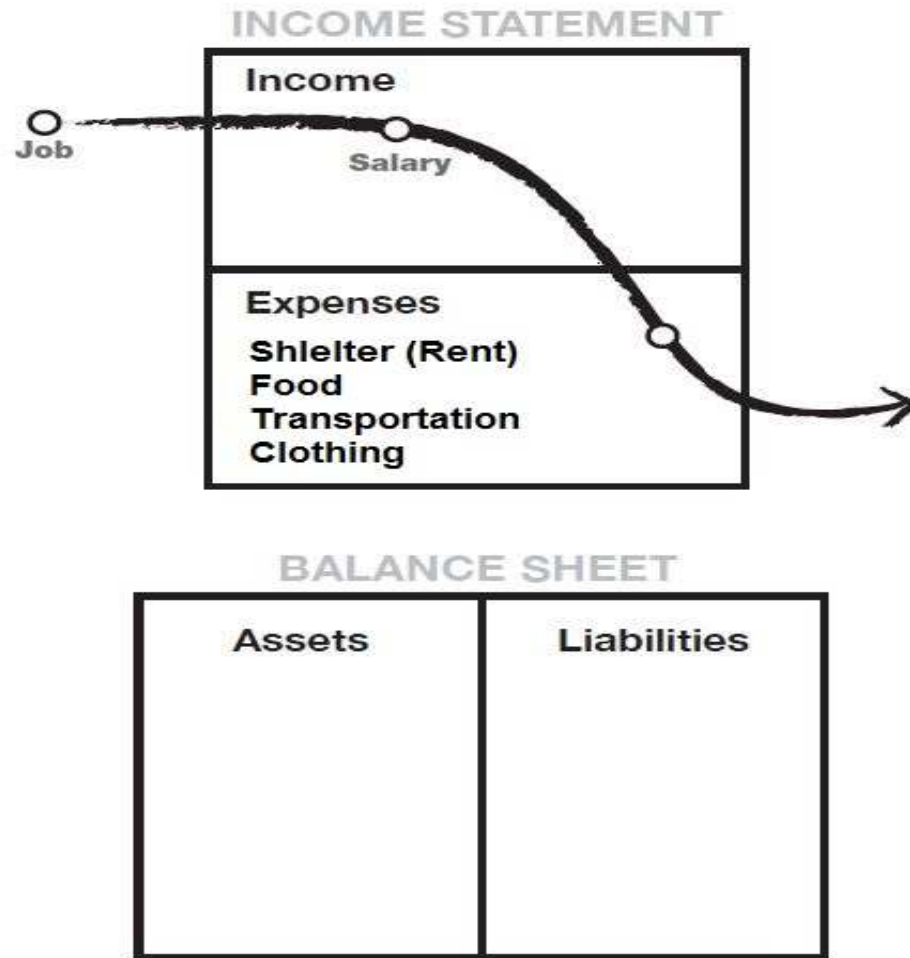 INCOME STATEMENT
Income
Job
Salary
Expenses
Shlelter (Rent)
Food
Transportation
Clothing
BALANCE SHEET
Assets
Liabilities